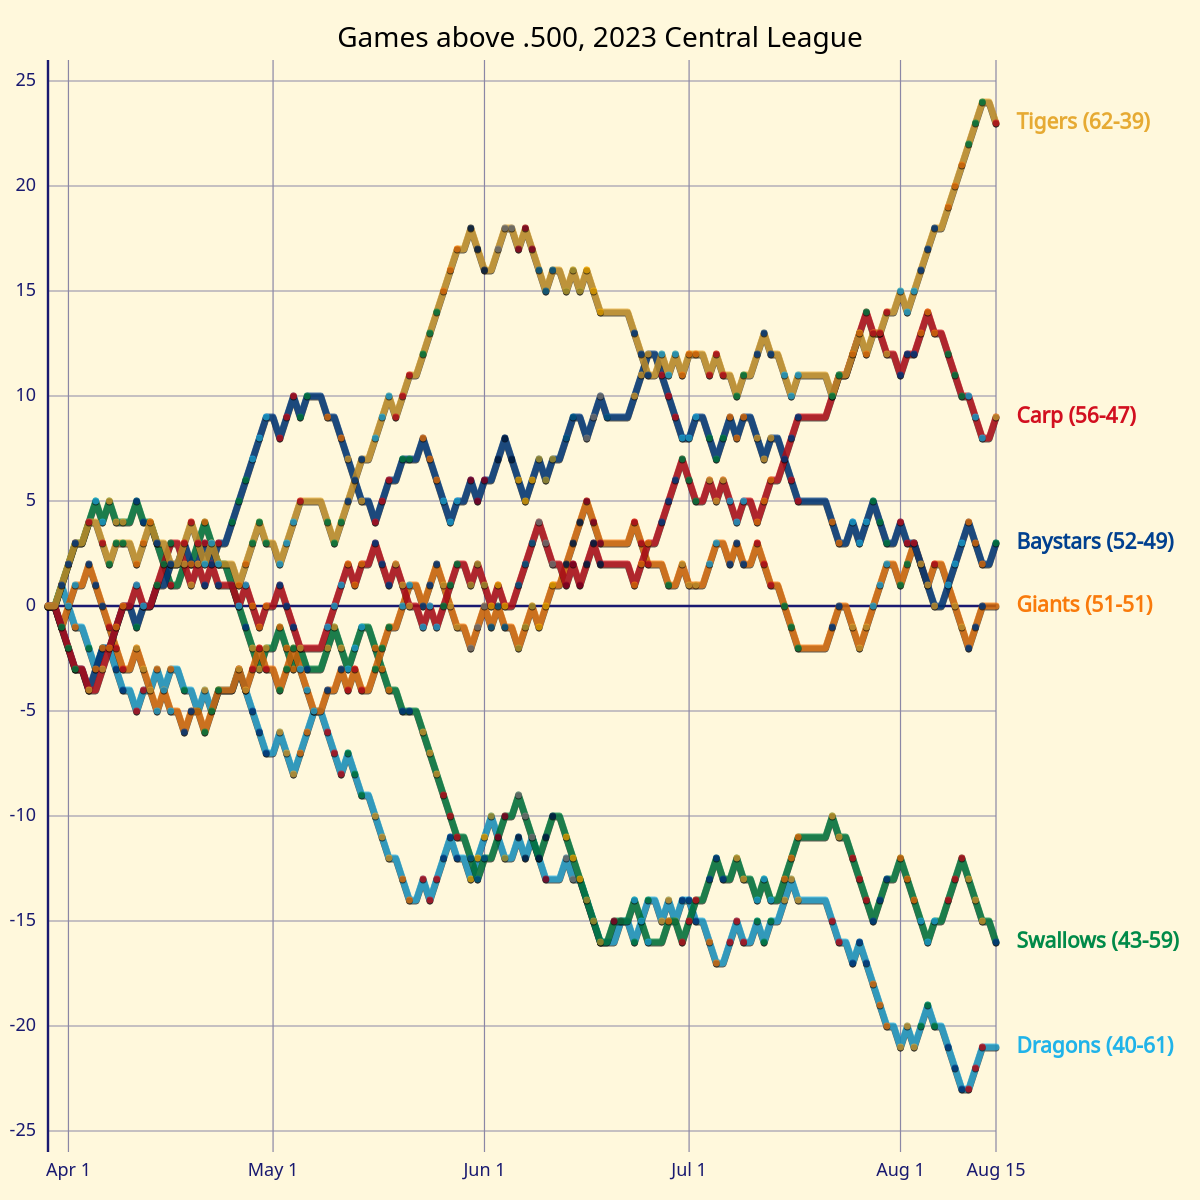 Games above .500, 2023 Central League
25
20
15
10
5
0
-5
-10
-15
-20
-25
Tigers (62-39)
Carp (56-47)
Baystars (52-49)
Giants (51-51)
Swallows (43-59)
Dragons (40-61)
Apr 1
May 1
Jun 1
Jul 1
Aug 1
Aug 15